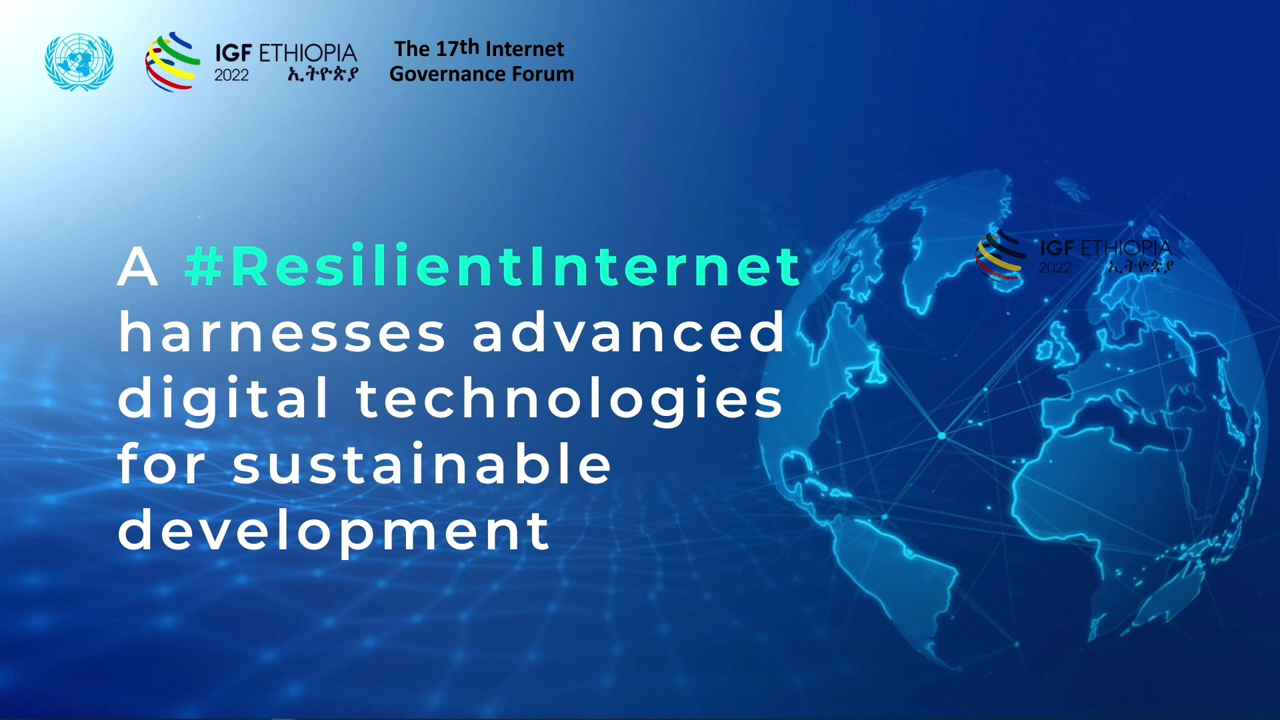 IGF ETHIOPIA
2022 ኢትዮጵያ
The 17th Internet
Governance Forum
A #ResilientInternet
harnesses advanced
digital technologies
for sustainable
development
IGF ETHIOPIA
2022 ኢትዮጵያ